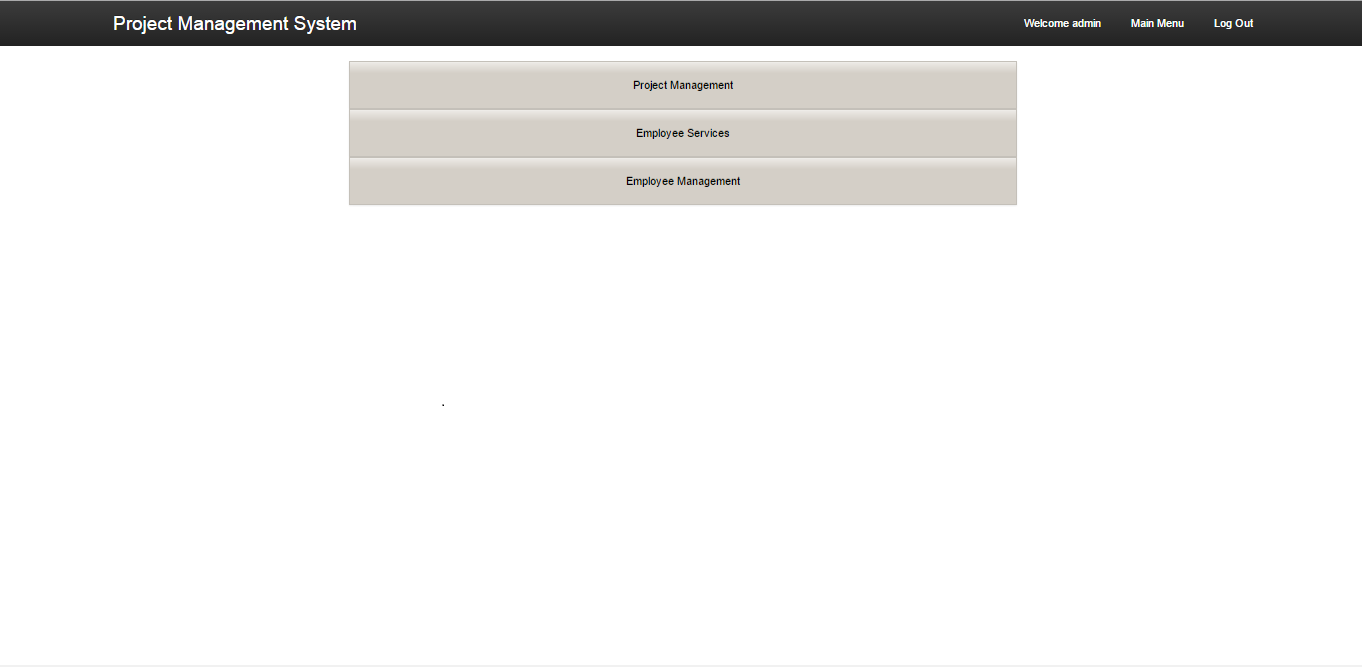 Project Management System
Welcome admin Main Menu Log Out
Project Management
Employee Services
Employee Management
.